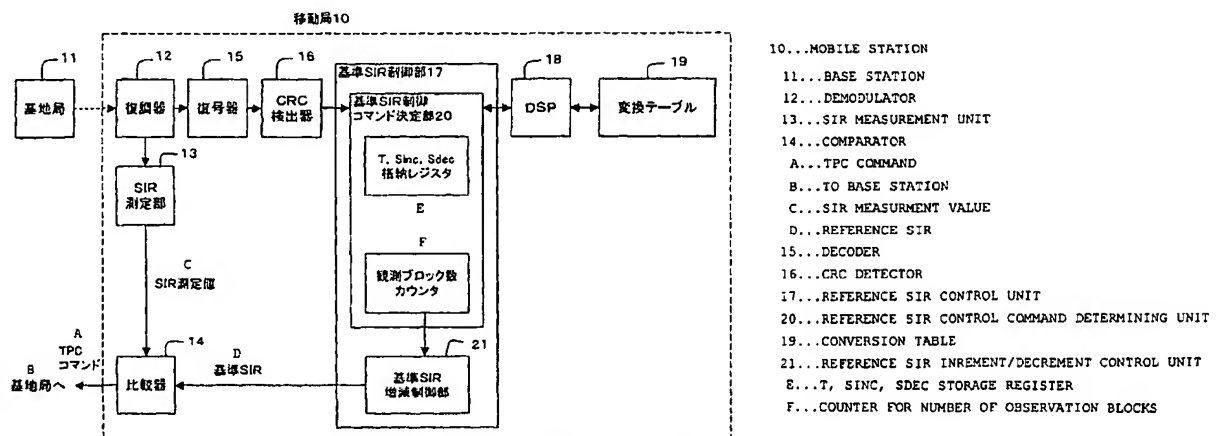 移動局10
11
基地局
12
復調器
15
復号器
16
CRC
検出器
基準SIR制御部17
基準SIR制御
コマンド決定部20
T, Sinc, Sdec
格納レジスタ
E
F
観測ブロック数
カウンタ
18
DSP
19
変換テーブル
13
SIR
測定部
C
SIR測定値
A
TPC
コマンド
B
基地局へ
14
比較器
D
基準SIR
21
基準SIR
増減制御部
10...MOBILE STATION
11...BASE STATION
12...DEMODULATOR
13...SIR MEASUREMENT UNIT
14...COMPARATOR
A...TPC COMMAND
B...TO BASE STATION
C...SIR MEASURMENT VALUE
D...REFERENCE SIR
15...DECODER
16...CRC DETECTOR
17...REFERENCE SIR CONTROL UNIT
20...REFERENCE SIR CONTROL COMMAND DETERMINING UNIT
19...CONVERSION TABLE
21...REFERENCE SIR INREMENT/DECREMENT CONTROL UNIT
E...T, SINC, SDEC STORAGE REGISTER
F...COUNTER FOR NUMBER OF OBSERVATION BLOCKS